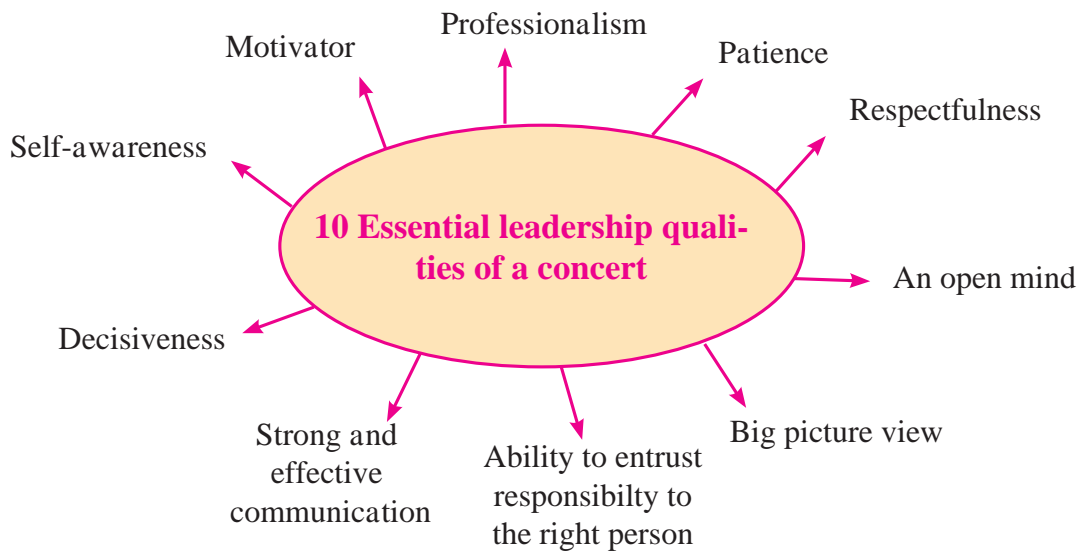 Professionalism
Motivator
Patience
Respectfulness
Self-awareness
10 Essential leadership quali-
ties of a concert
An open mind
Decisiveness
Big picture view
Strong and
effective
communication
Ability to entrust
responsibilty to
the right person